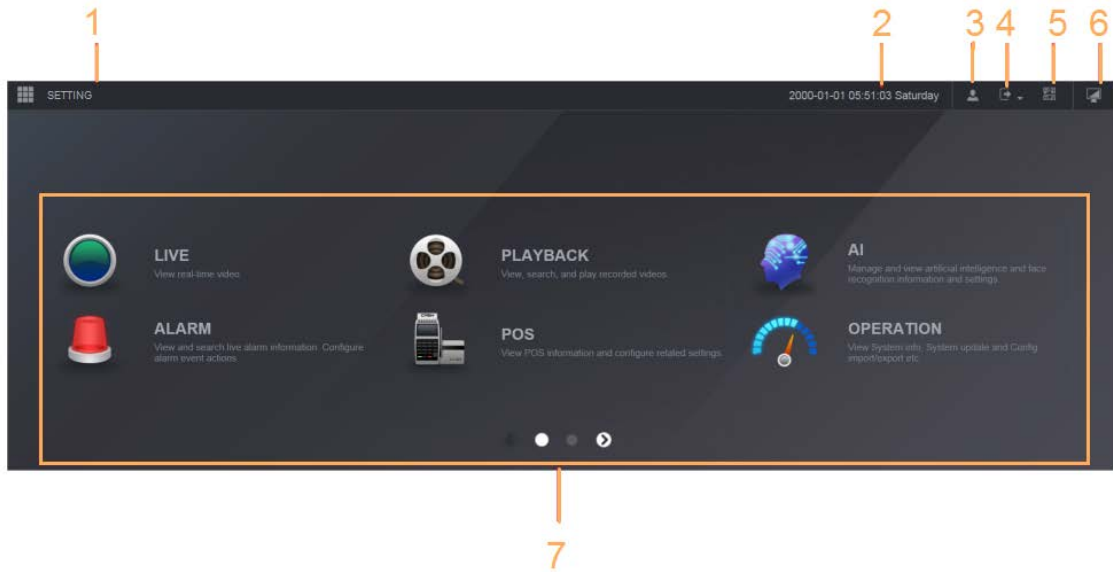 1 2 3 4 5 6
SETTING 2000-01-01 05:51:03 Saturday
LIVE
View real-time video.
PLAYBACK
View, search, and play recorded videos.
AI
Manage and view artificial intelligence and face
recognition information and settings.
ALARM
View and search live alarm information. Configure
alarm event actions.
POS
View POS information and configure related settings.
OPERATION
View System info, System update and Config
import/export etc.
7